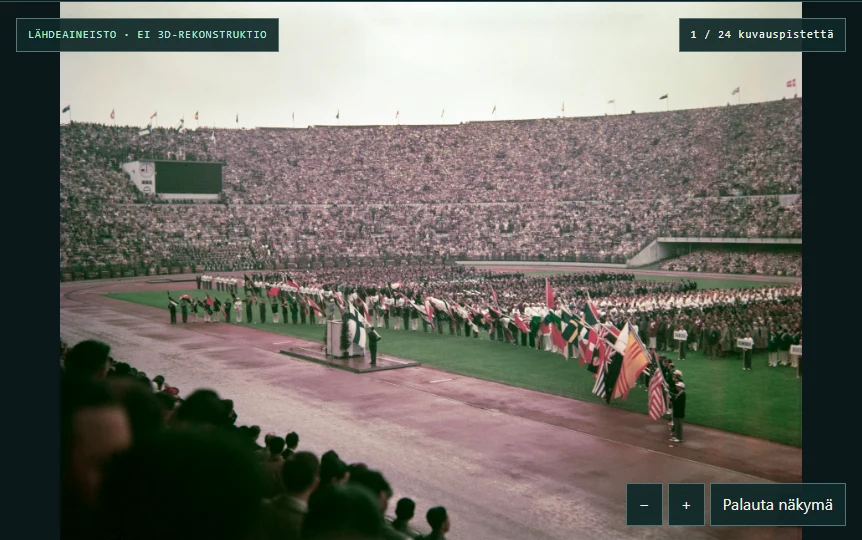 LÄHDEAINEISTO · EI 3D-REKONSTRUKTIO
1 / 24 kuvauspistettä
− + Palauta näkymä